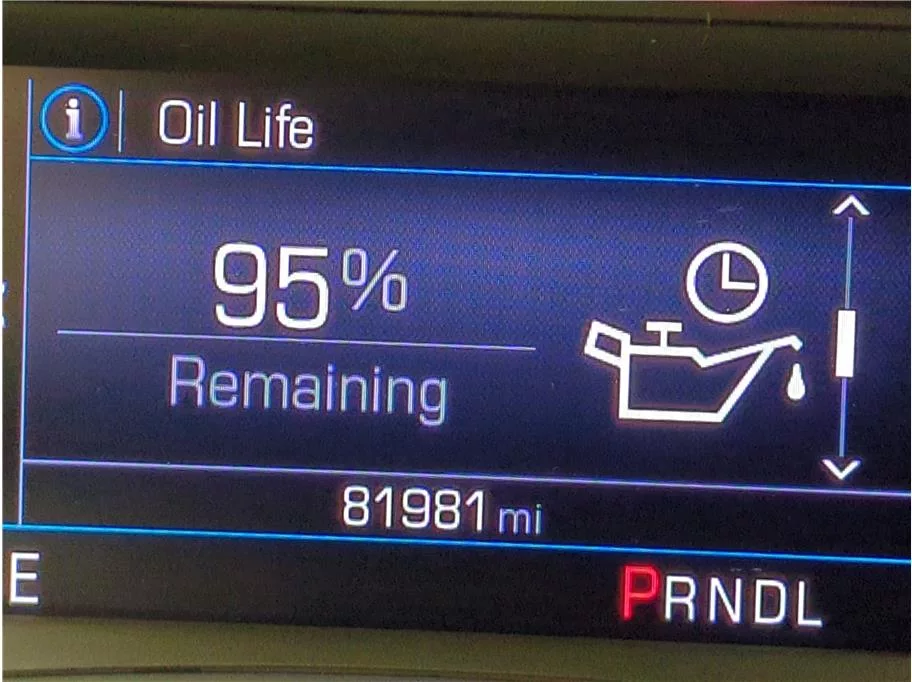 i Oil Life
95%
Remaining
81981 mi
E PRNDL